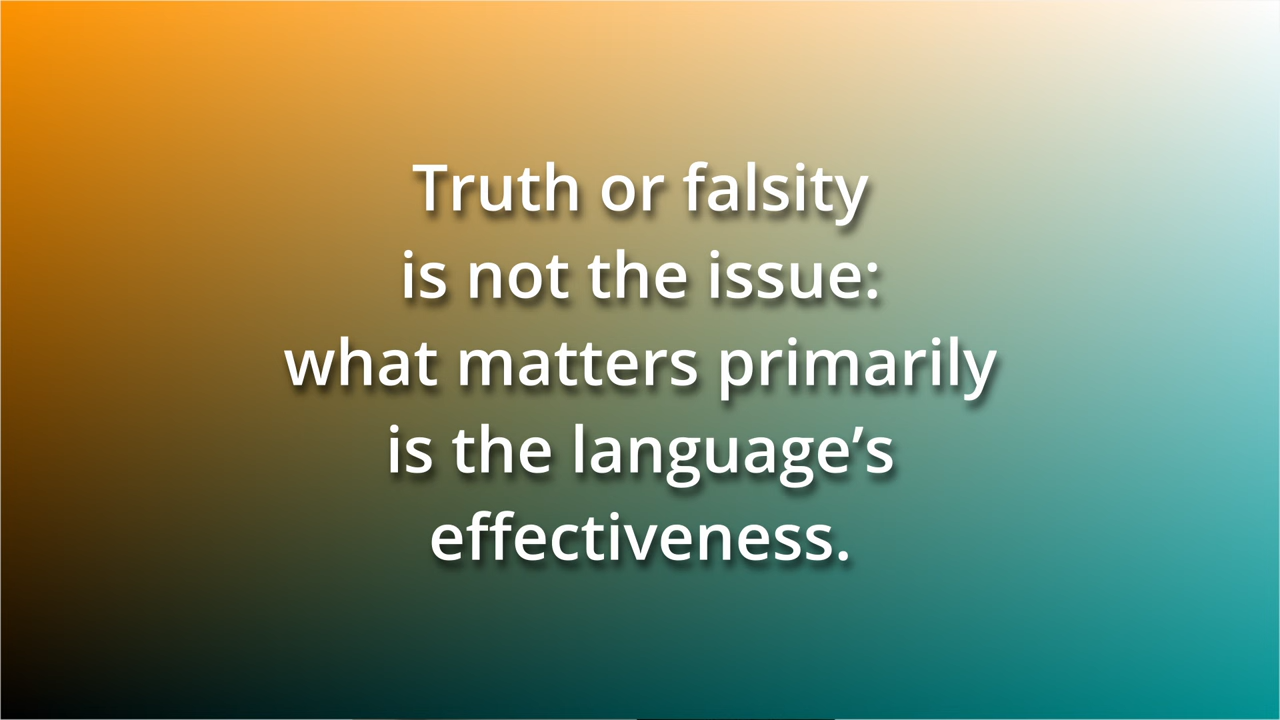 Truth or falsity
is not the issue:
what matters primarily
is the language’s
effectiveness.